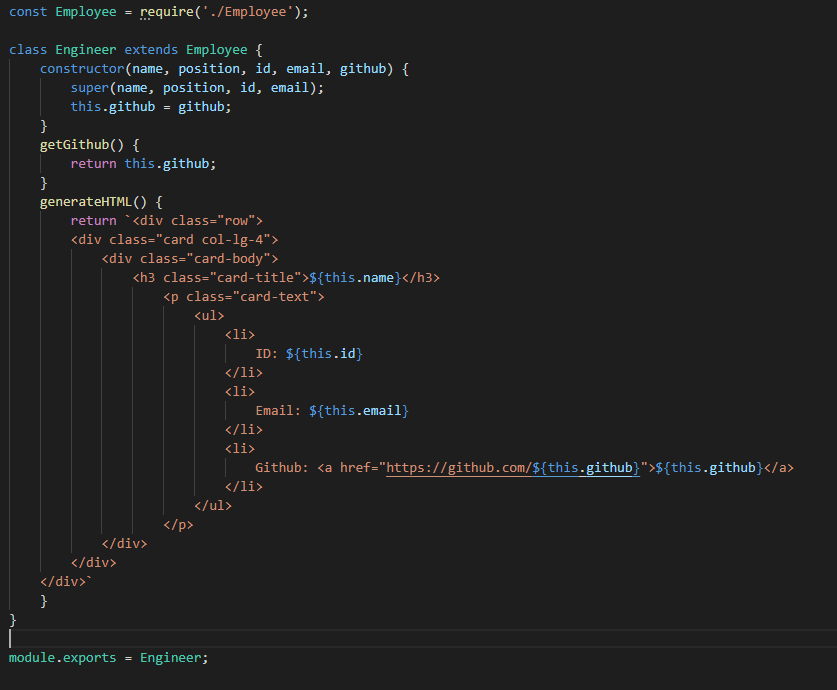 const Employee = require('./Employee');

class Engineer extends Employee {
    constructor(name, position, id, email, github) {
        super(name, position, id, email);
        this.github = github;
    }
    getGithub() {
        return this.github;
    }
    generateHTML() {
        return `<div class="row">
        <div class="card col-lg-4">
            <div class="card-body">
                <h3 class="card-title">${this.name}</h3>
                    <p class="card-text">
                        <ul>
                            <li>
                                ID: ${this.id}
                            </li>
                            <li>
                                Email: ${this.email}
                            </li>
                            <li>
                                Github: <a href="https://github.com/${this.github}">${this.github}</a>
                            </li>
                        </ul>
                    </p>
            </div>
        </div>
    </div>`
    }
}

module.exports = Engineer;